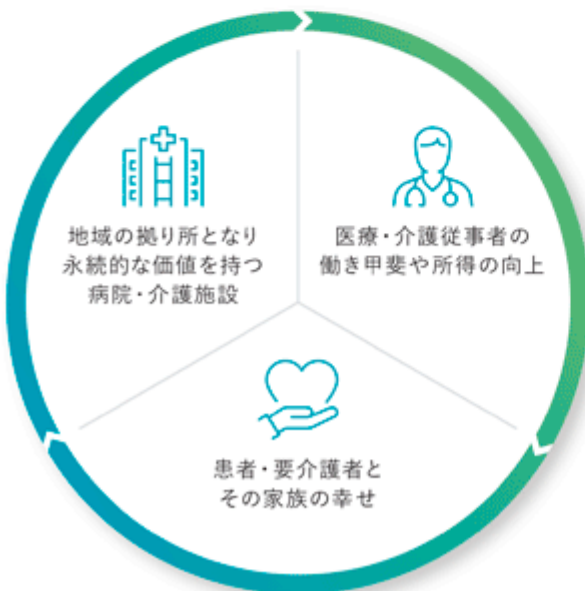 地域の拠り所となり
永続的な価値を持つ
病院・介護施設
医療・介護従事者の
働き甲斐や所得の向上
患者・要介護者と
その家族の幸せ